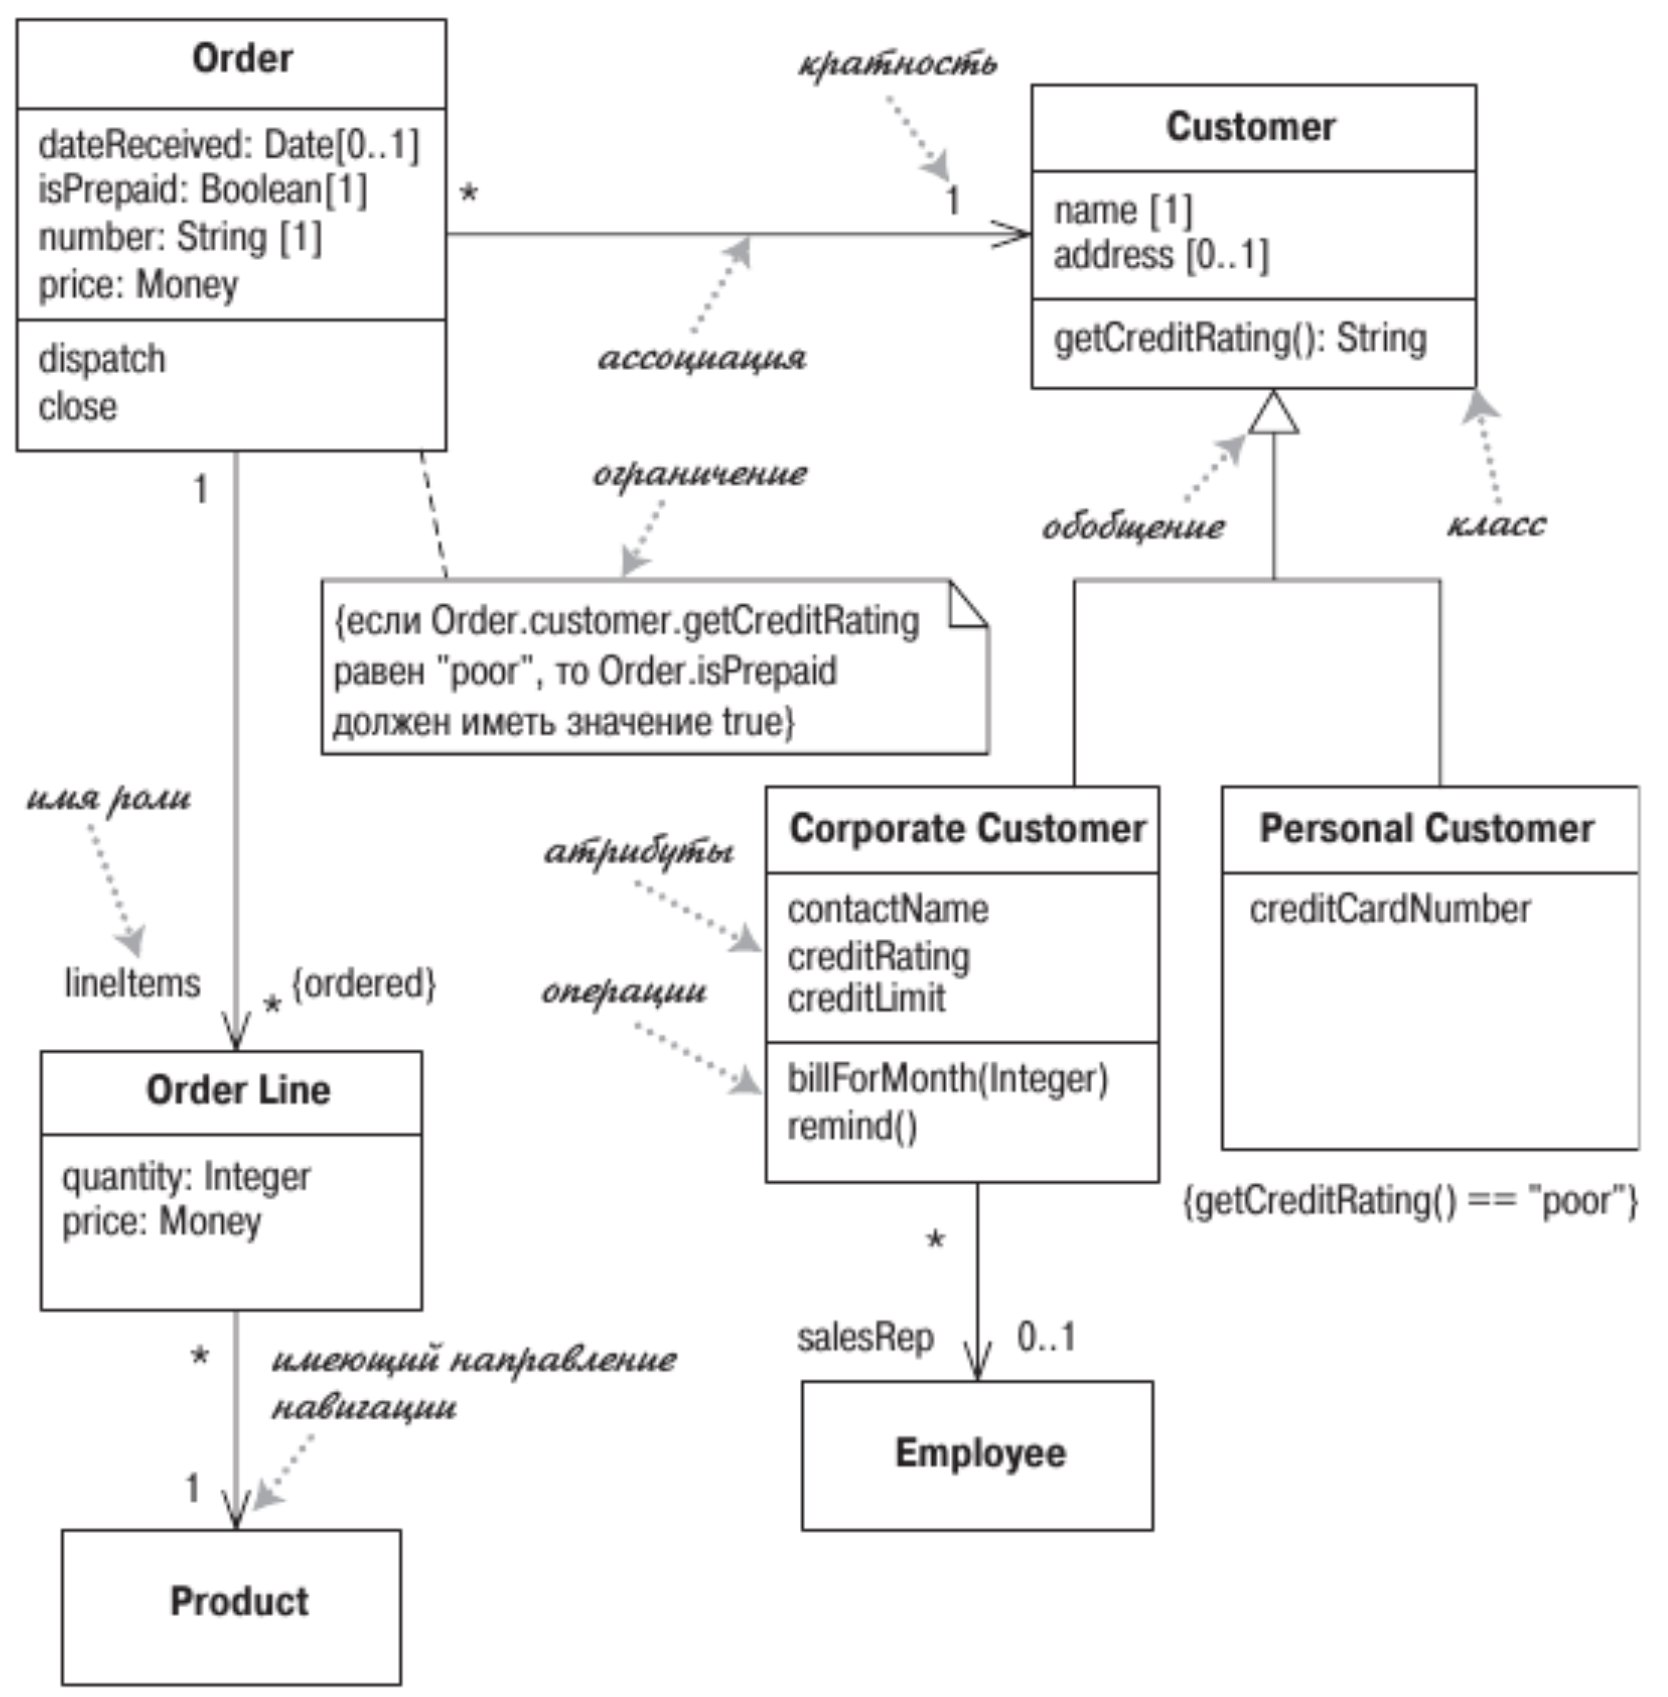 Order
dateReceived: Date[0..1]
isPrepaid: Boolean[1]
number: String [1]
price: Money
dispatch
close
*
кратность
1
ассоциация
Customer
name [1]
address [0..1]
getCreditRating(): String
1
ограничение
обобщение
класс
{если Order.customer.getCreditRating
равен "poor", то Order.isPrepaid
должен иметь значение true}
имя роли
lineItems
* {ordered}
атрибуты
операции
Corporate Customer
contactName
creditRating
creditLimit
billForMonth(Integer)
remind()
Personal Customer
creditCardNumber
{getCreditRating() == "poor"}
Order Line
quantity: Integer
price: Money
*
имеющий направление
навигации
1
Product
*
salesRep
0..1
Employee